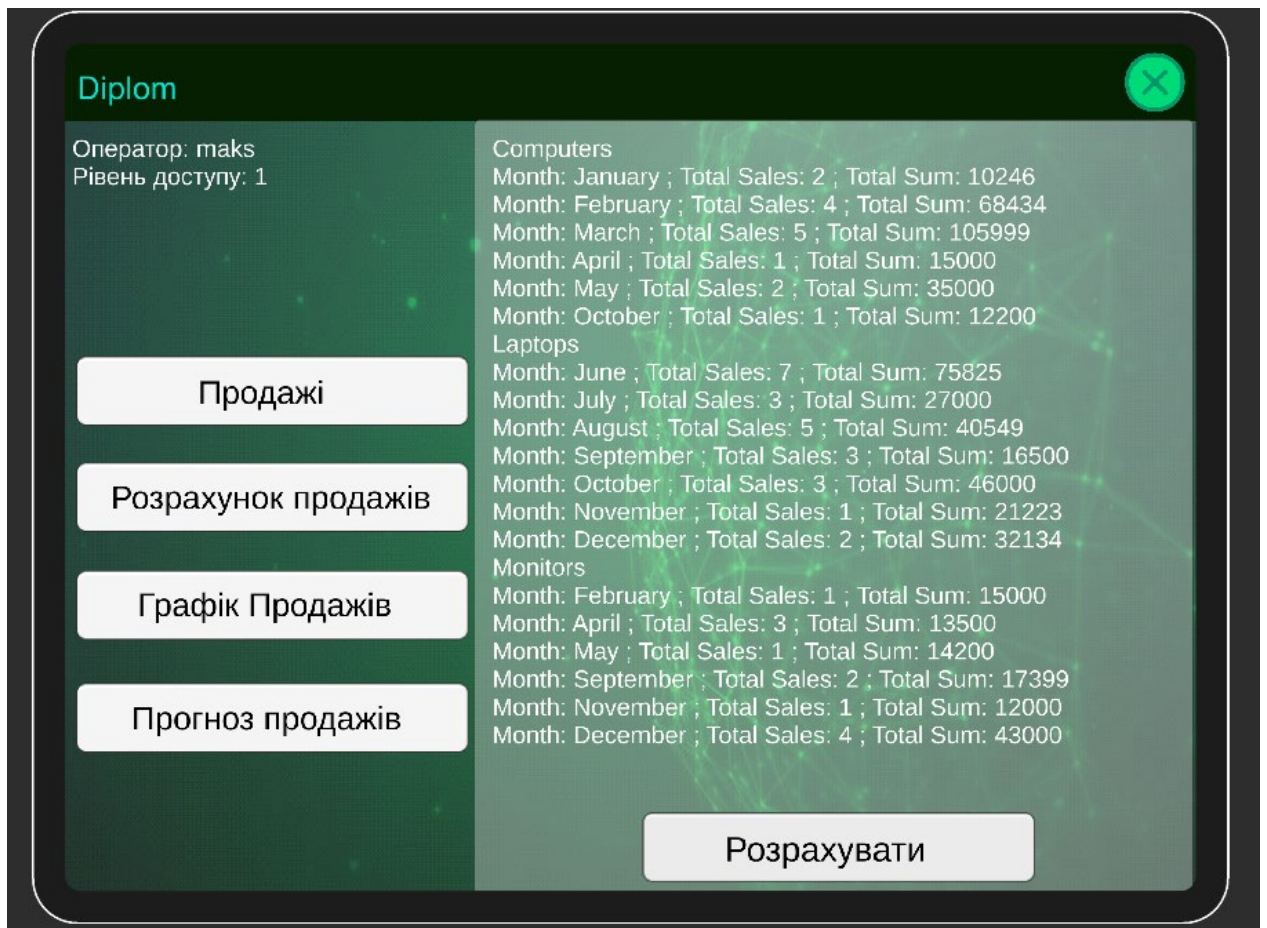 Diplom
Оператор: maks
Рівень доступу: 1
Продажі
Розрахунок продажів
Графік Продажів
Прогноз продажів
Computers
Month: January ; Total Sales: 2 ; Total Sum: 10246
Month: February ; Total Sales: 4 ; Total Sum: 68434
Month: March ; Total Sales: 5 ; Total Sum: 105999
Month: April ; Total Sales: 1 ; Total Sum: 15000
Month: May ; Total Sales: 2 ; Total Sum: 35000
Month: October ; Total Sales: 1 ; Total Sum: 12200
Laptops
Month: June ; Total Sales: 7 ; Total Sum: 75825
Month: July ; Total Sales: 3 ; Total Sum: 27000
Month: August ; Total Sales: 5 ; Total Sum: 40549
Month: September ; Total Sales: 3 ; Total Sum: 16500
Month: October ; Total Sales: 3 ; Total Sum: 46000
Month: November ; Total Sales: 1 ; Total Sum: 21223
Month: December ; Total Sales: 2 ; Total Sum: 32134
Monitors
Month: February ; Total Sales: 1 ; Total Sum: 15000
Month: April ; Total Sales: 3 ; Total Sum: 13500
Month: May ; Total Sales: 1 ; Total Sum: 14200
Month: September ; Total Sales: 2 ; Total Sum: 17399
Month: November ; Total Sales: 1 ; Total Sum: 12000
Month: December ; Total Sales: 4 ; Total Sum: 43000
Розрахувати